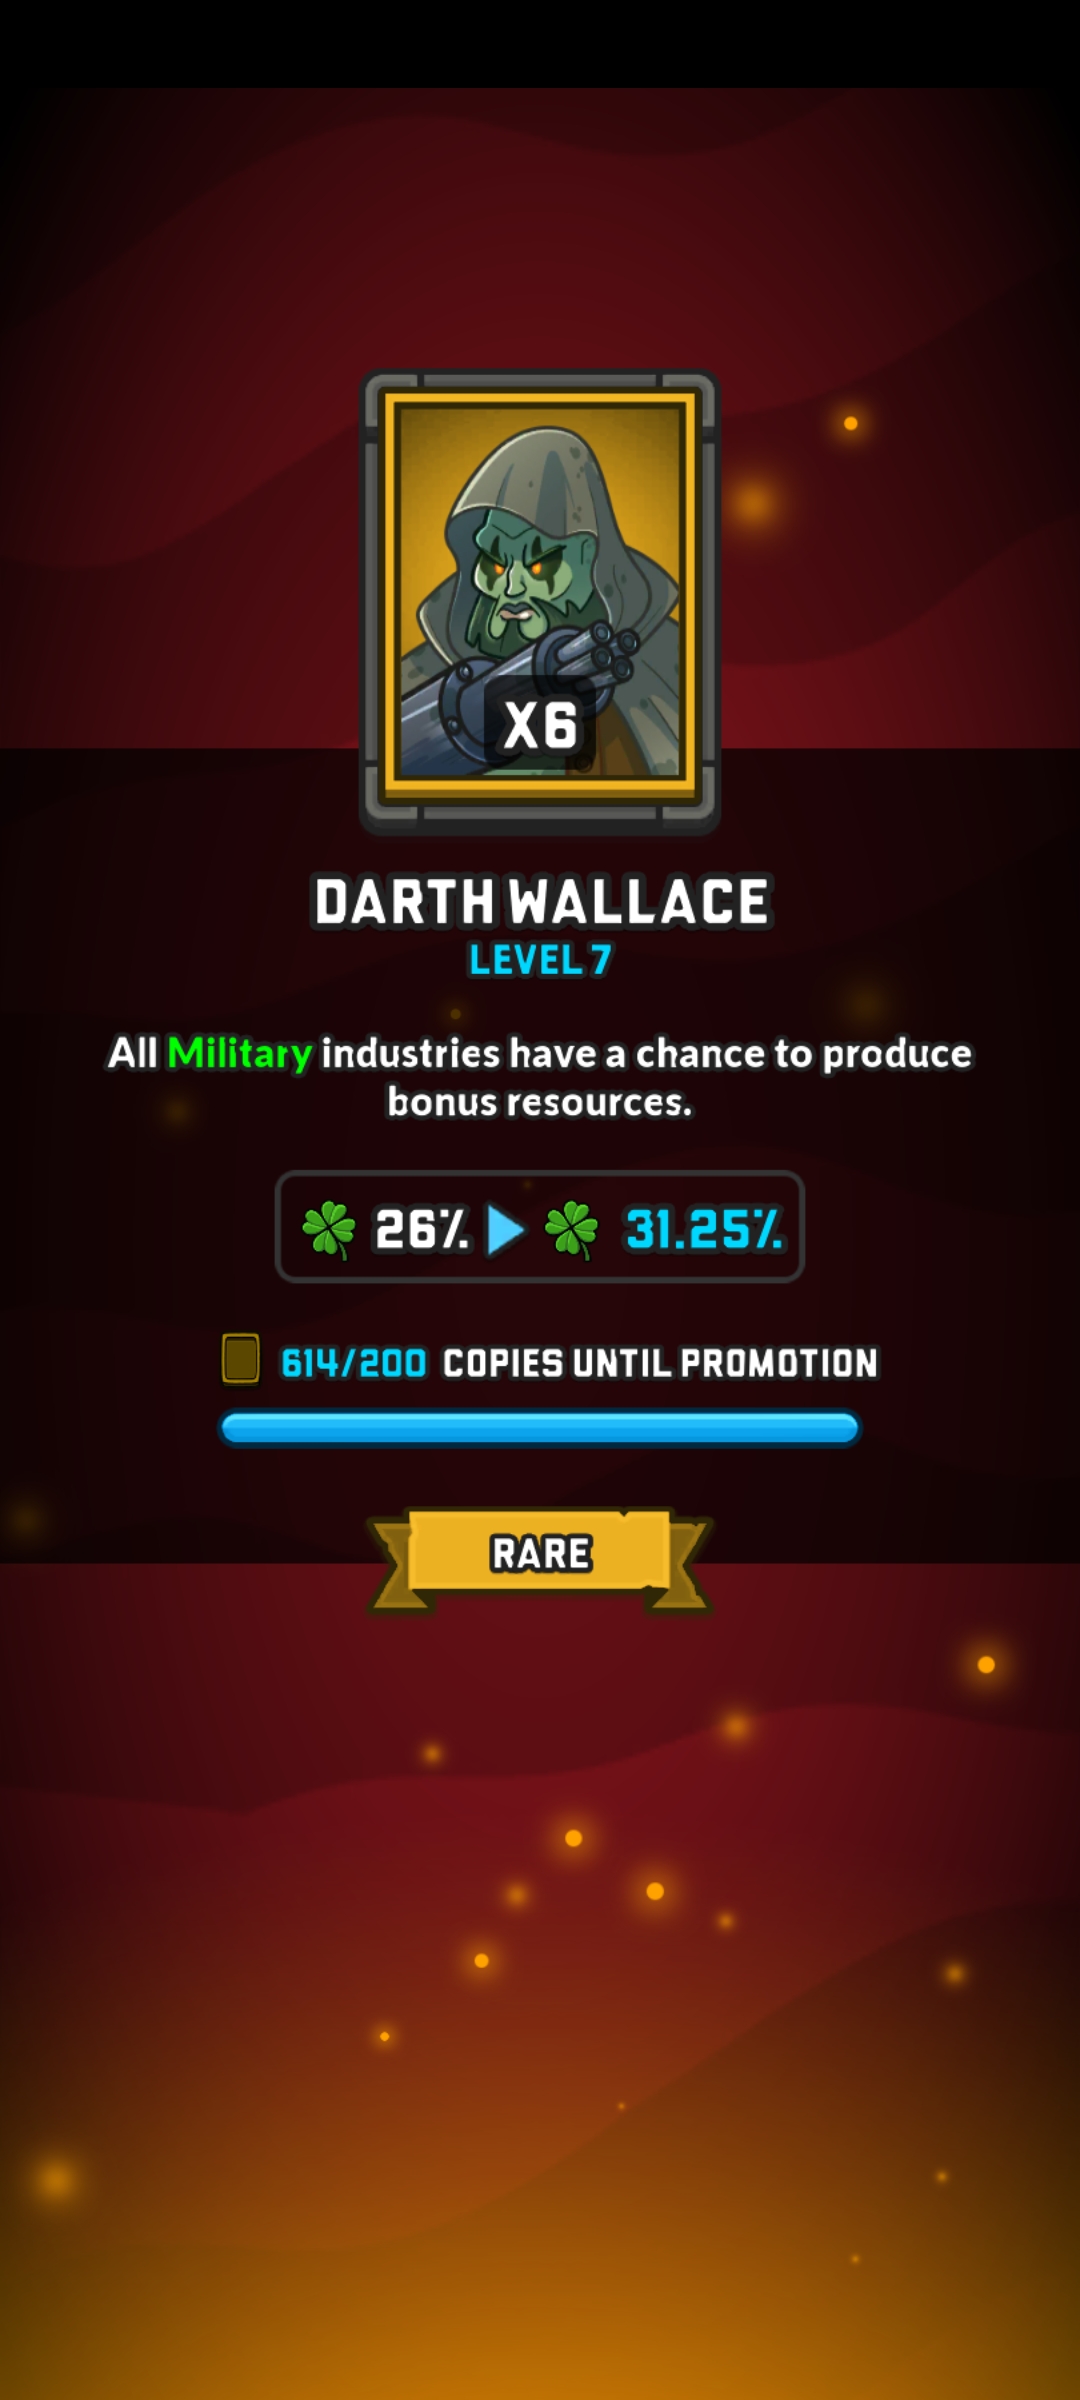 X6
DARTH WALLACE
LEVEL 7
All Military industries have a chance to produce
bonus resources.
26% 31.25%
614/200 COPIES UNTIL PROMOTION
RARE